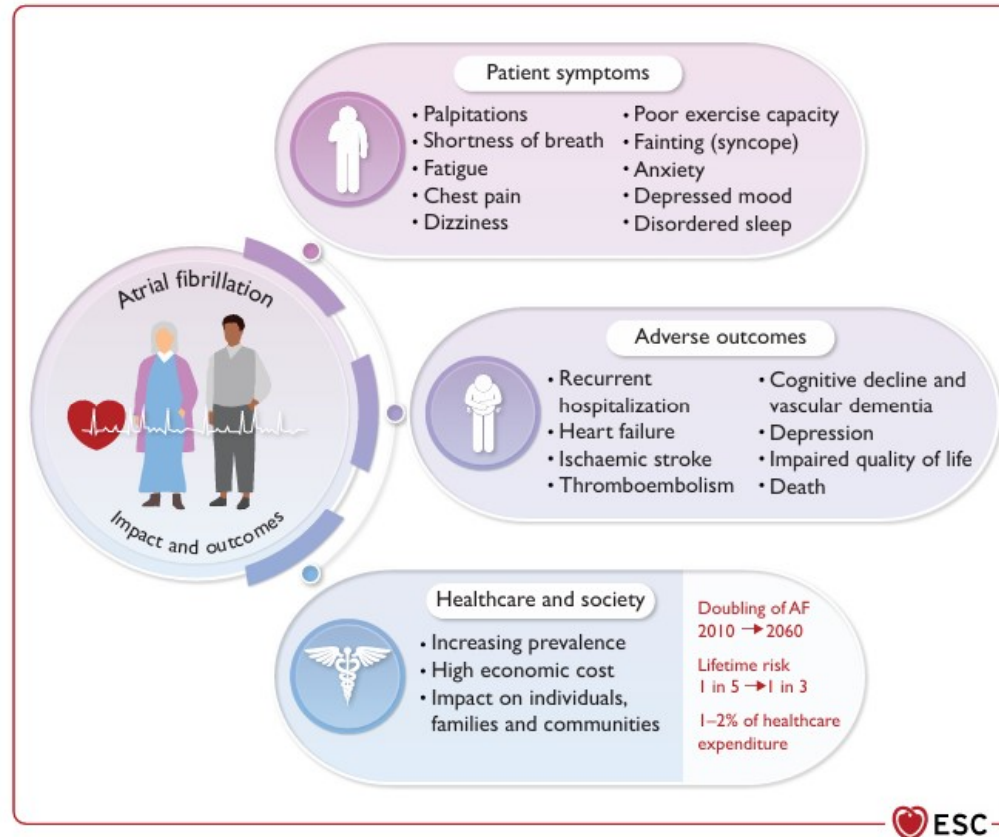 Patient symptoms
• Palpitations
• Shortness of breath
• Fatigue
• Chest pain
• Dizziness
• Poor exercise capacity
• Fainting (syncope)
• Anxiety
• Depressed mood
• Disordered sleep
Atrial fibrillation
Impact and outcomes
Adverse outcomes
• Recurrent
hospitalization
• Heart failure
• Ischaemic stroke
• Thromboembolism
• Cognitive decline and
vascular dementia
• Depression
• Impaired quality of life
• Death
Healthcare and society
• Increasing prevalence
• High economic cost
• Impact on individuals,
families and communities
Doubling of AF
2010 → 2060
Lifetime risk
1 in 5 → 1 in 3
1–2% of healthcare
expenditure
ESC